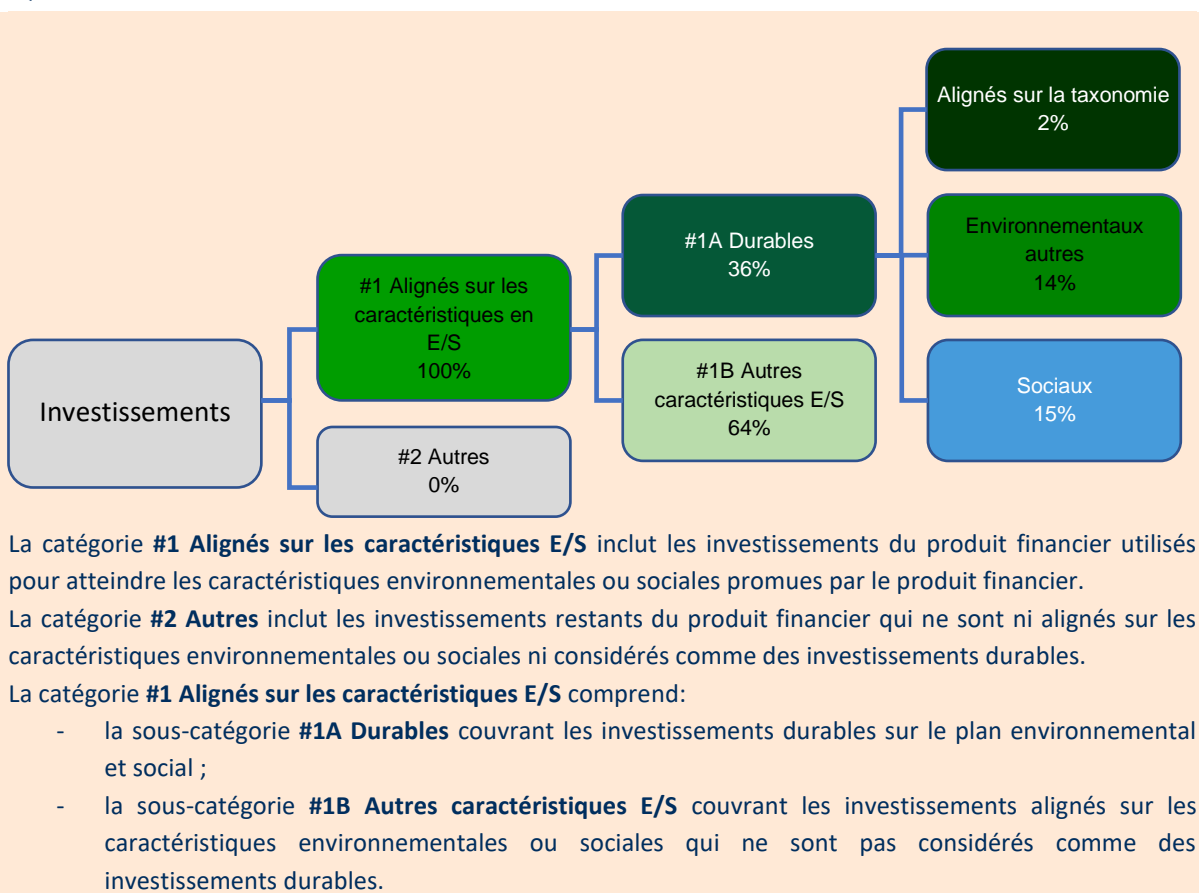 Alignés sur la taxonomie
2%
#1A Durables
36%
Environnementaux
autres
14%
#1 Alignés sur les
caractéristiques en
E/S
100%
#1B Autres
caractéristiques E/S
64%
Sociaux
15%
Investissements
#2 Autres
0%
La catégorie #1 Alignés sur les caractéristiques E/S inclut les investissements du produit financier utilisés
pour atteindre les caractéristiques environnementales ou sociales promues par le produit financier.
La catégorie #2 Autres inclut les investissements restants du produit financier qui ne sont ni alignés sur les
caractéristiques environnementales ou sociales ni considérés comme des investissements durables.
La catégorie #1 Alignés sur les caractéristiques E/S comprend:
- la sous-catégorie #1A Durables couvrant les investissements durables sur le plan environnemental
et social ;
- la sous-catégorie #1B Autres caractéristiques E/S couvrant les investissements alignés sur les
caractéristiques environnementales ou sociales qui ne sont pas considérés comme des
investissements durables.